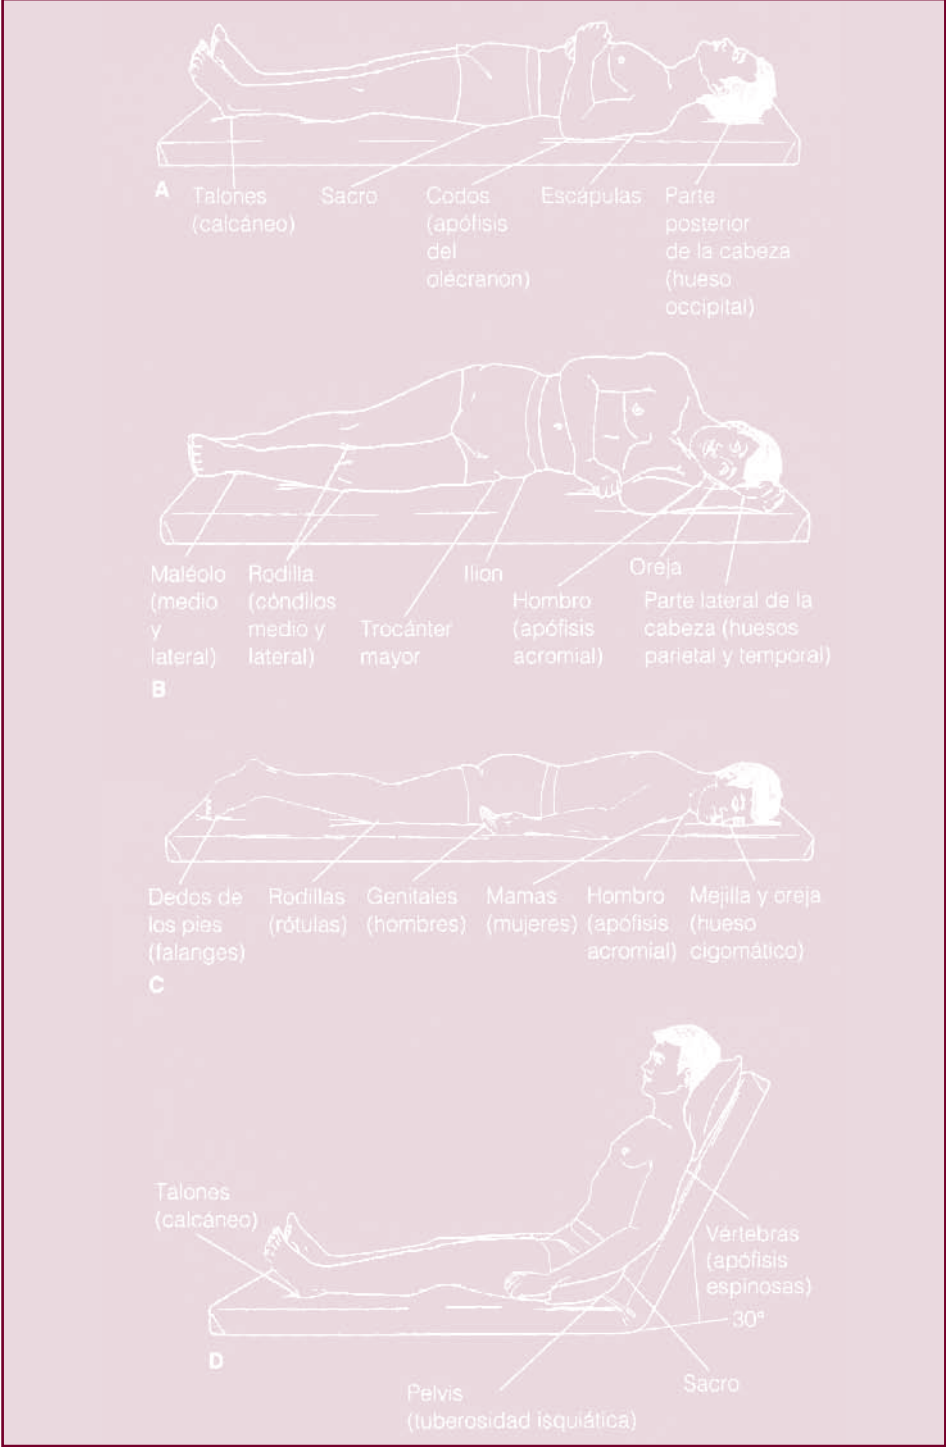 A
Talones
(calcáneo)
Sacro
Codos
(apófisis
del
olécranon)
Escápulas
Parte
posterior
de la cabeza
(hueso
occipital)
Maléolo
(medio
y
lateral)
Rodilla
(cóndilos
medio y
lateral)
Trocánter
mayor
Ilion
Hombro
(apófisis
acromial)
Oreja
Parte lateral de la
cabeza (huesos
parietal y temporal)
B
Dedos de
los pies
(falanges)
Rodillas
(rótulas)
Genitales
(hombres)
Mamas
(mujeres)
Hombro
(apófisis
acromial)
Mejilla y oreja
(hueso
cigomático)
C
Talones
(calcáneo)
Vértebras
(apófisis
espinosas)
30°
D
Sacro
Pelvis
(tuberosidad isquiática)